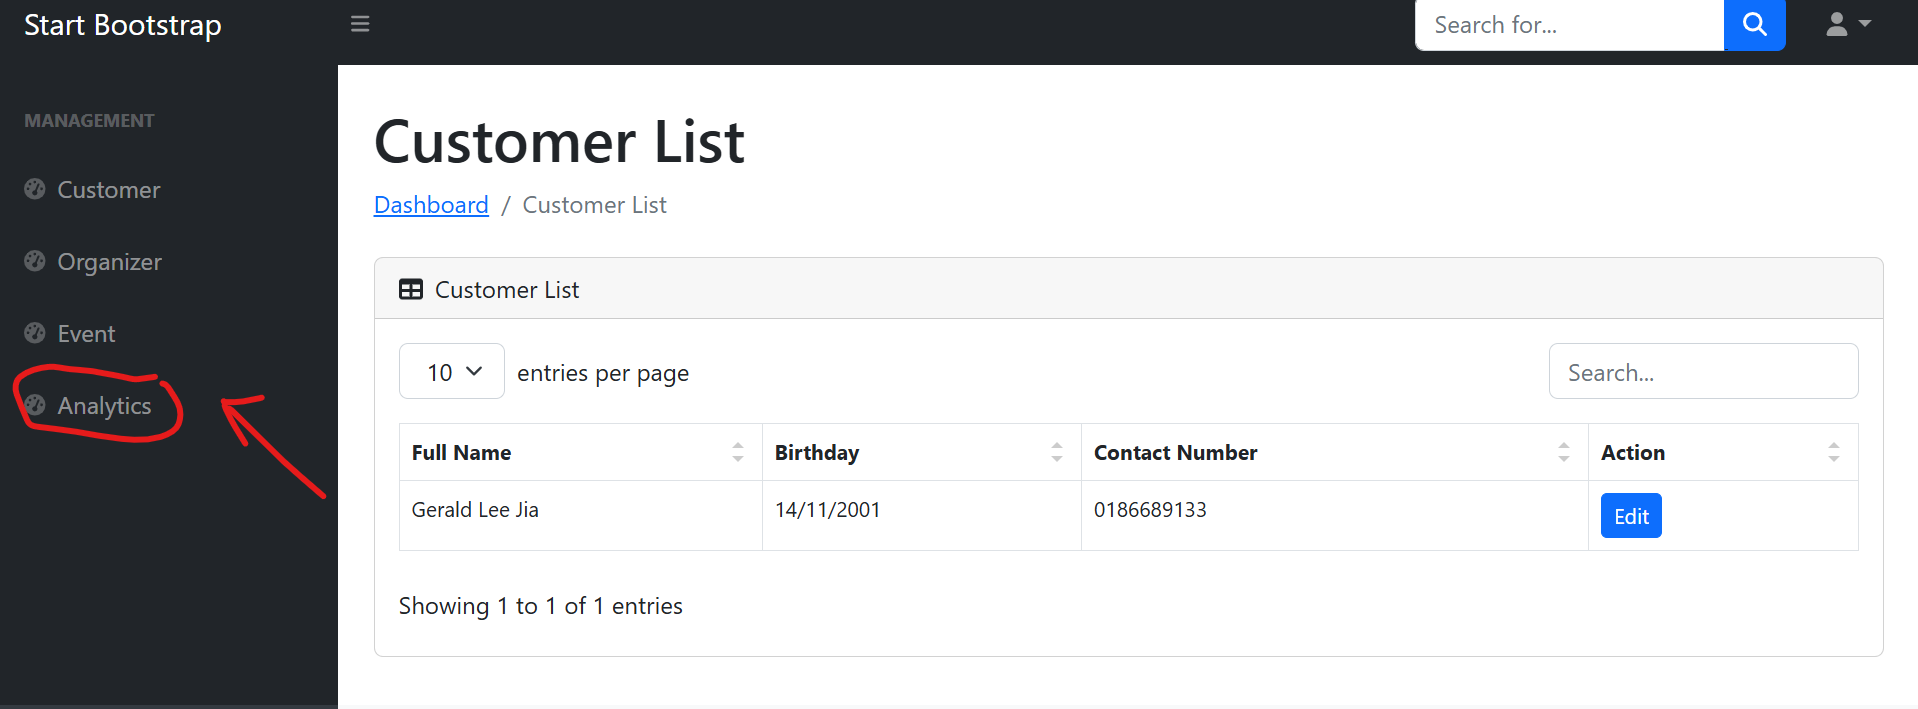 Start Bootstrap
Search for...
MANAGEMENT
Customer
Organizer
Event
Analytics
Customer List
Dashboard / Customer List
Customer List
10 entries per page
Search...
Full Name Birthday Contact Number Action
Gerald Lee Jia 14/11/2001 0186689133 Edit
Showing 1 to 1 of 1 entries